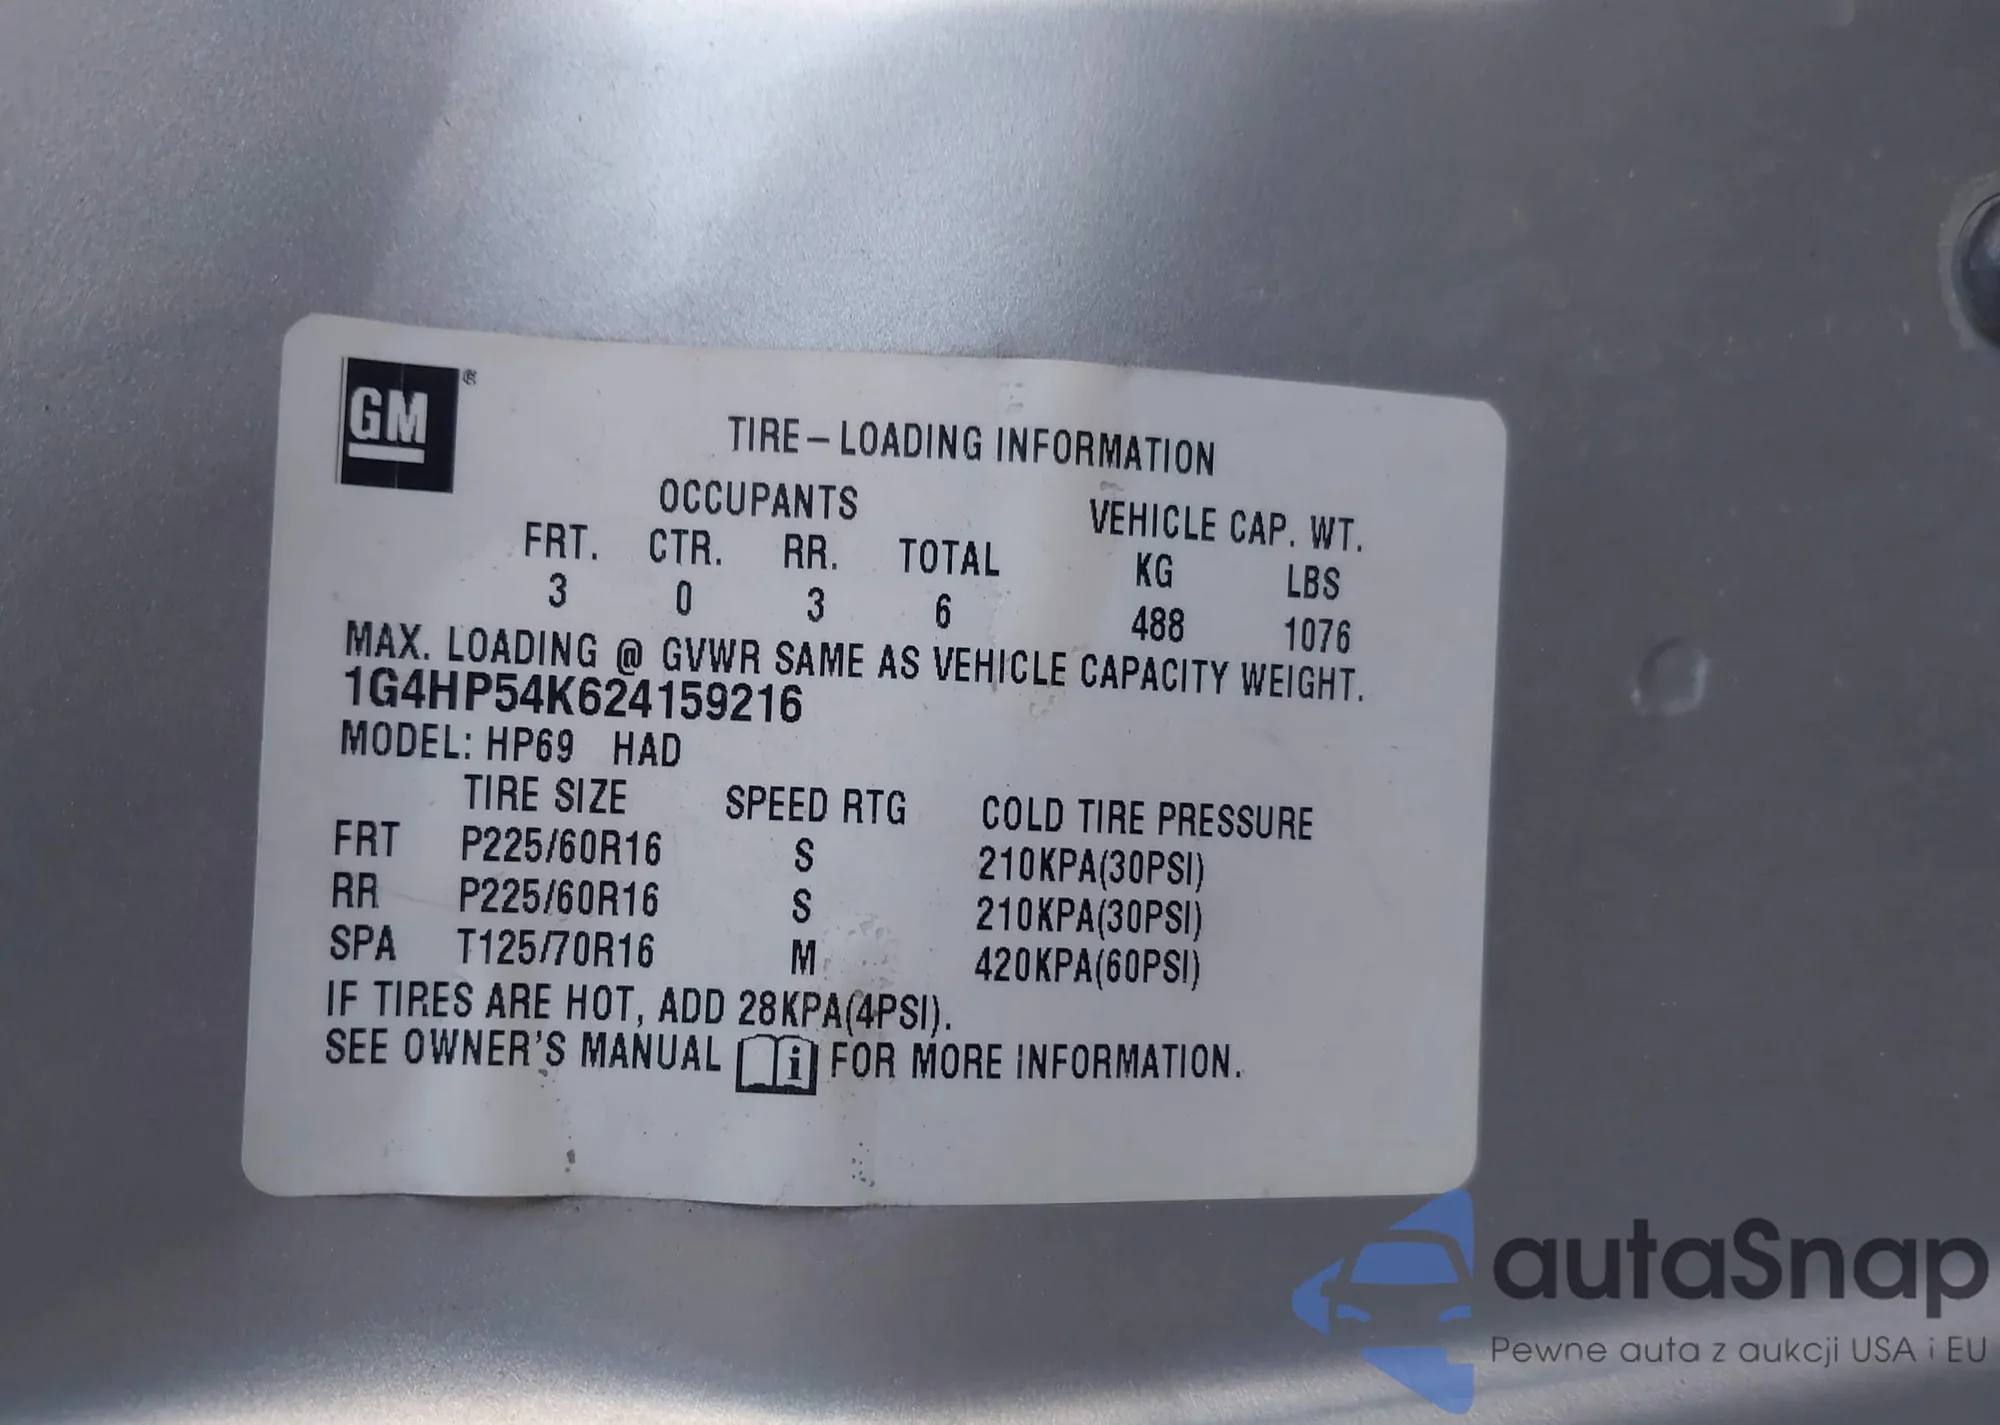 GM®
TIRE – LOADING INFORMATION
OCCUPANTS VEHICLE CAP. WT.
FRT. CTR. RR. TOTAL KG LBS
3 0 3 6 488 1076
MAX. LOADING @ GVWR SAME AS VEHICLE CAPACITY WEIGHT.
1G4HP54K624159216
MODEL: HP69 HAD
TIRE SIZE SPEED RTG COLD TIRE PRESSURE
FRT P225/60R16 S 210KPA(30PSI)
RR P225/60R16 S 210KPA(30PSI)
SPA T125/70R16 M 420KPA(60PSI)
IF TIRES ARE HOT, ADD 28KPA(4PSI).
SEE OWNER'S MANUAL i FOR MORE INFORMATION.
autaSnap
Pewne auta z aukcji USA i EU